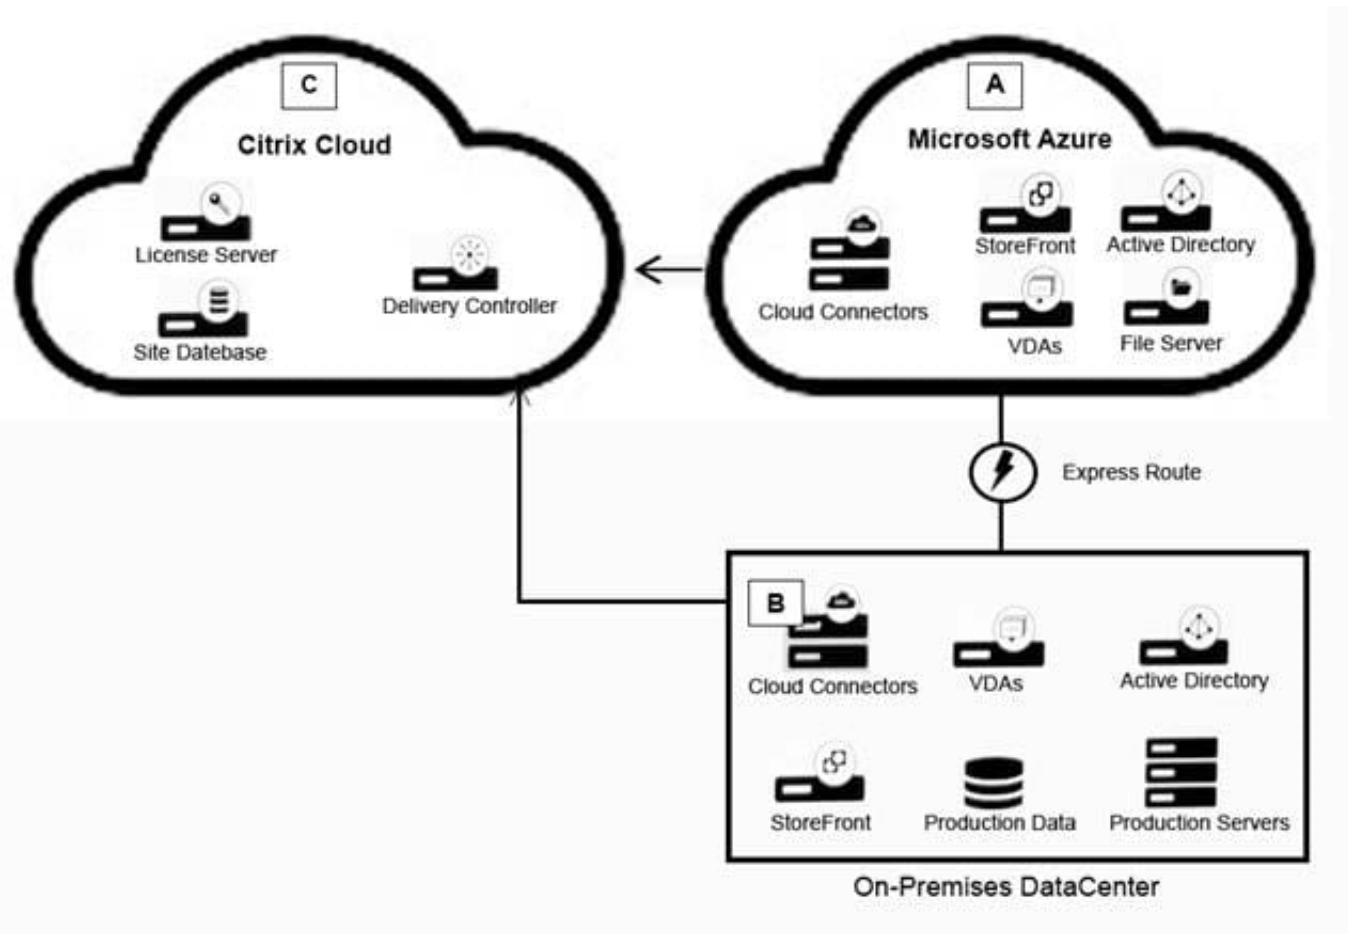 C
Citrix Cloud
License Server
Site Datebase
Delivery Controller
A
Microsoft Azure
Cloud Connectors
StoreFront
Active Directory
VDAs
File Server
Express Route
B
Cloud Connectors
VDAs
Active Directory
StoreFront
Production Data
Production Servers
On-Premises DataCenter